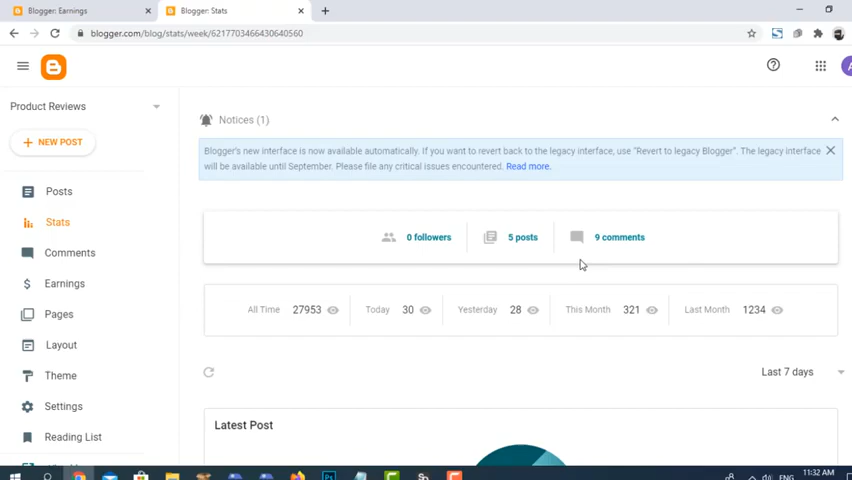 Blogger: Earnings
Blogger: Stats
blogger.com/blog/stats/week/6217703466430640560
Product Reviews
NEW POST
Posts
Stats
Comments
Earnings
Pages
Layout
Theme
Settings
Reading List
Notices (1)
Blogger's new interface is now available automatically. If you want to revert back to the legacy interface, use "Revert to legacy Blogger". The legacy interface
will be available until September. Please file any critical issues encountered. Read more.
0 followers 5 posts 9 comments
All Time 27953 Today 30 Yesterday 28 This Month 321 Last Month 1234
Last 7 days
Latest Post
ENG
11:32 AM